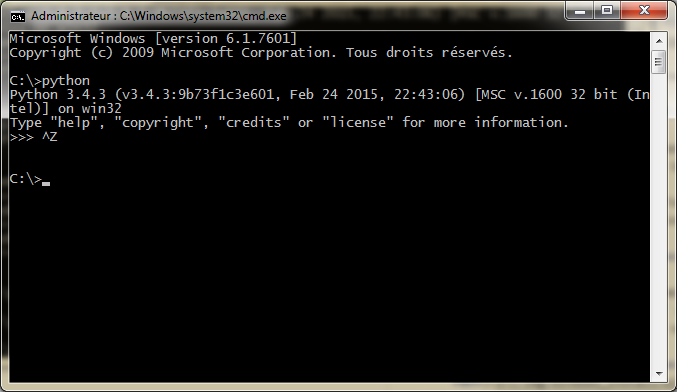 Administrateur : C:\Windows\system32\cmd.exe
Microsoft Windows [version 6.1.7601]
Copyright (c) 2009 Microsoft Corporation. Tous droits réservés.
C:\>python
Python 3.4.3 (v3.4.3:9b73f1c3e601, Feb 24 2015, 22:43:06) [MSC v.1600 32 bit (In
tel)] on win32
Type "help", "copyright", "credits" or "license" for more information.
>>> ^Z
C:\>